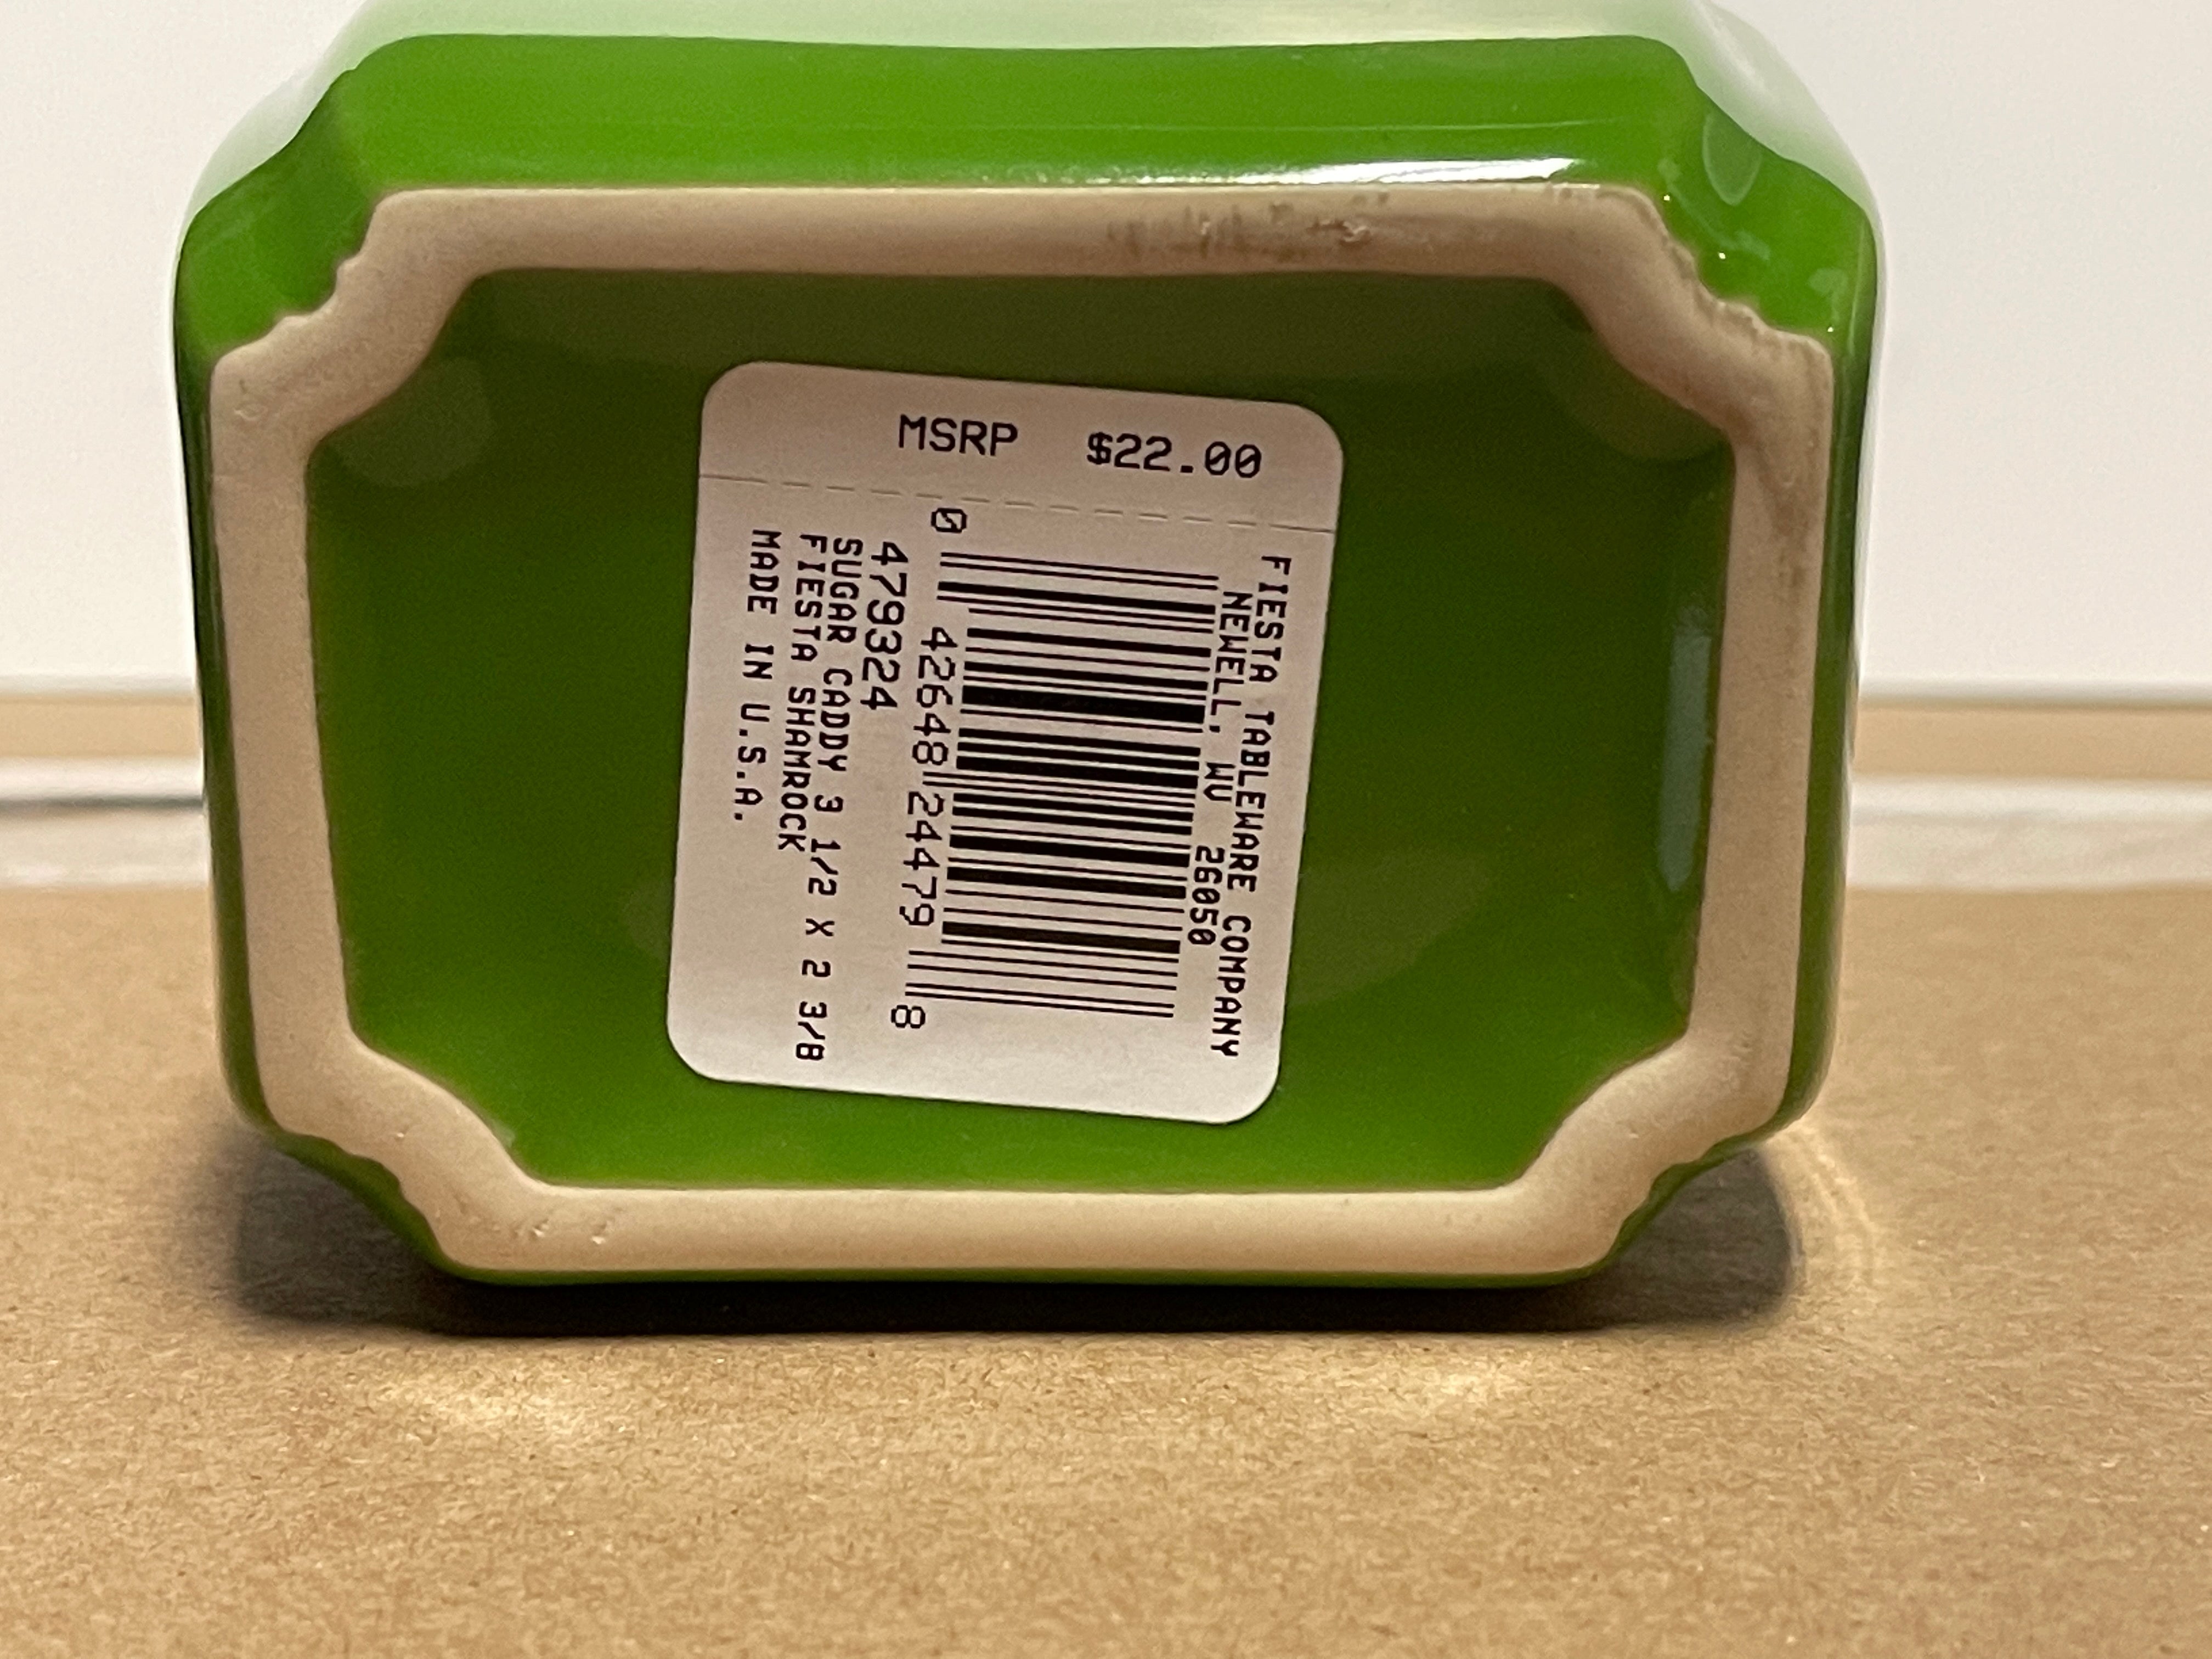 MSRP $22.00
FIESTA TABLEWARE COMPANY
NEWELL, WV 26050
0 42648 24479 8
479324
SUGAR CADDY 3 1/2 X 2 3/8
FIESTA SHAMROCK
MADE IN U.S.A.